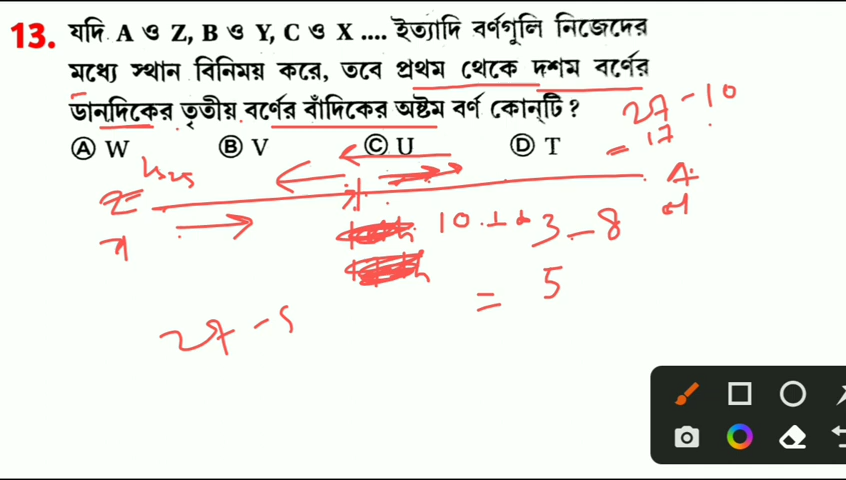 13. যদি A ও Z, B ও Y, C ও X .... ইত্যাদি বর্ণগুলি নিজেদের
মধ্যে স্থান বিনিময় করে, তবে প্রথম থেকে দশম বর্ণের
ডানদিকের তৃতীয় বর্ণের বাঁদিকের অষ্টম বর্ণ কোন্‌টি ?
Ⓐ W Ⓑ V Ⓒ U Ⓓ T
27 - 10
= 17
Z A
10 + 3 - 8
= 5
27 - 5